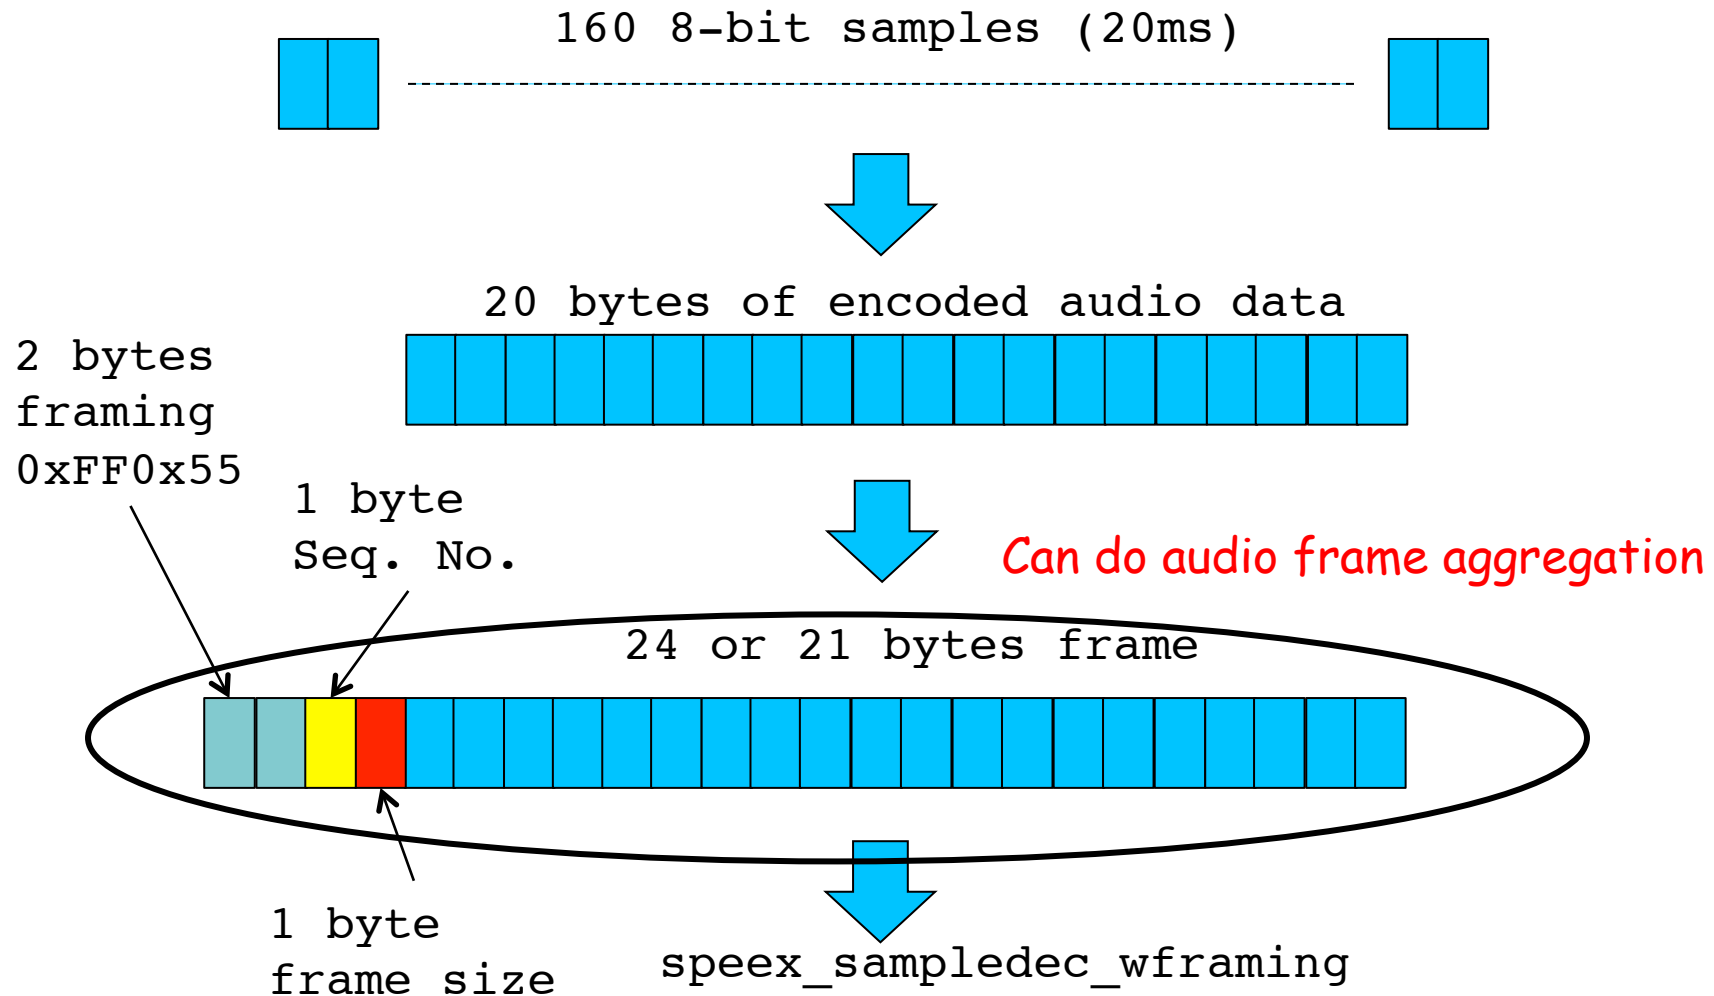 160 8-bit samples (20ms)
20 bytes of encoded audio data
2 bytes
framing
0xFF0x55
1 byte
Seq. No.
Can do audio frame aggregation
24 or 21 bytes frame
1 byte
frame size
speex_sampledec_wframing